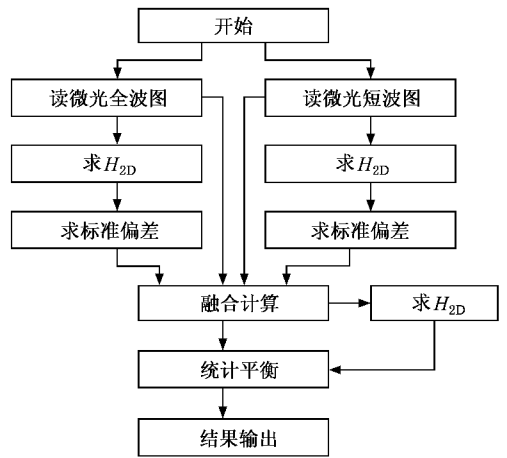 开始
读微光全波图
读微光短波图
求H2D
求H2D
求标准偏差
求标准偏差
融合计算
求H2D
统计平衡
结果输出